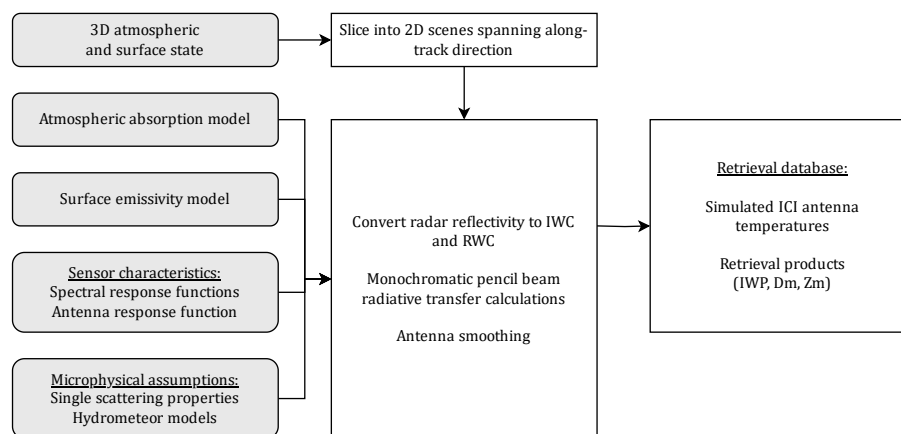 3D atmospheric
and surface state
Slice into 2D scenes spanning along-
track direction
Atmospheric absorption model
Surface emissivity model
Sensor characteristics:
Spectral response functions
Antenna response function
Microphysical assumptions:
Single scattering properties
Hydrometeor models
Convert radar reflectivity to IWC
and RWC
Monochromatic pencil beam
radiative transfer calculations
Antenna smoothing
Retrieval database:
Simulated ICI antenna
temperatures
Retrieval products
(IWP, Dm, Zm)